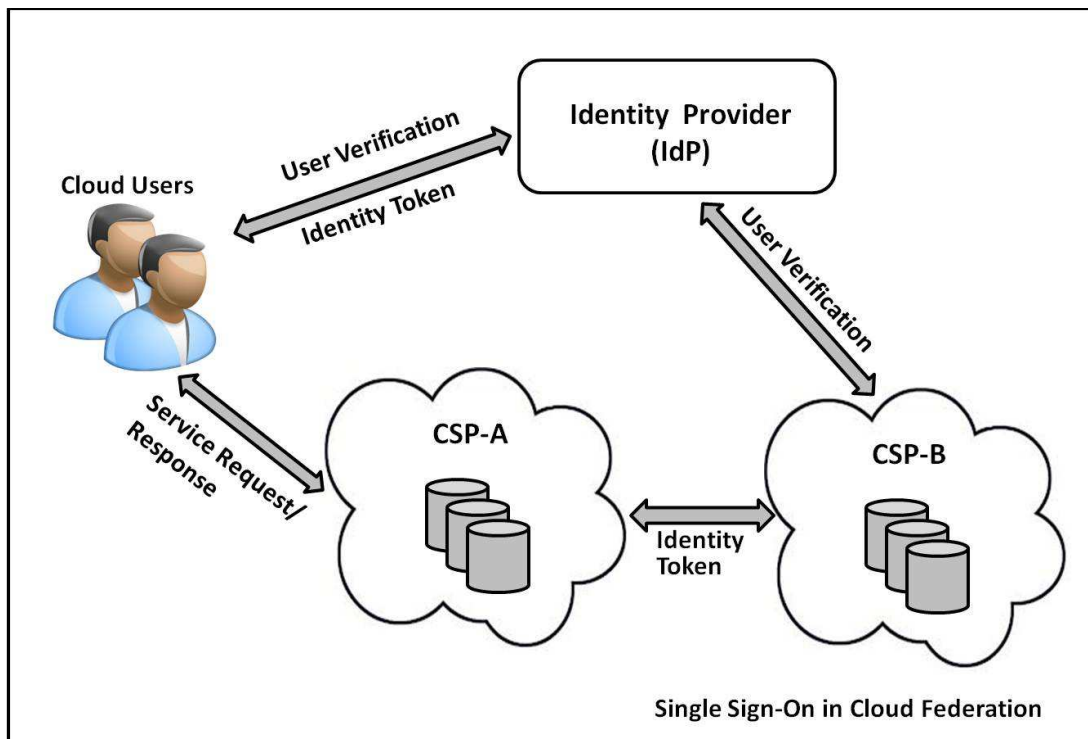 Identity Provider
(IdP)
User Verification
Identity Token
Cloud Users
User Verification
Service Request/
Response
CSP-A
CSP-B
Identity
Token
Single Sign-On in Cloud Federation